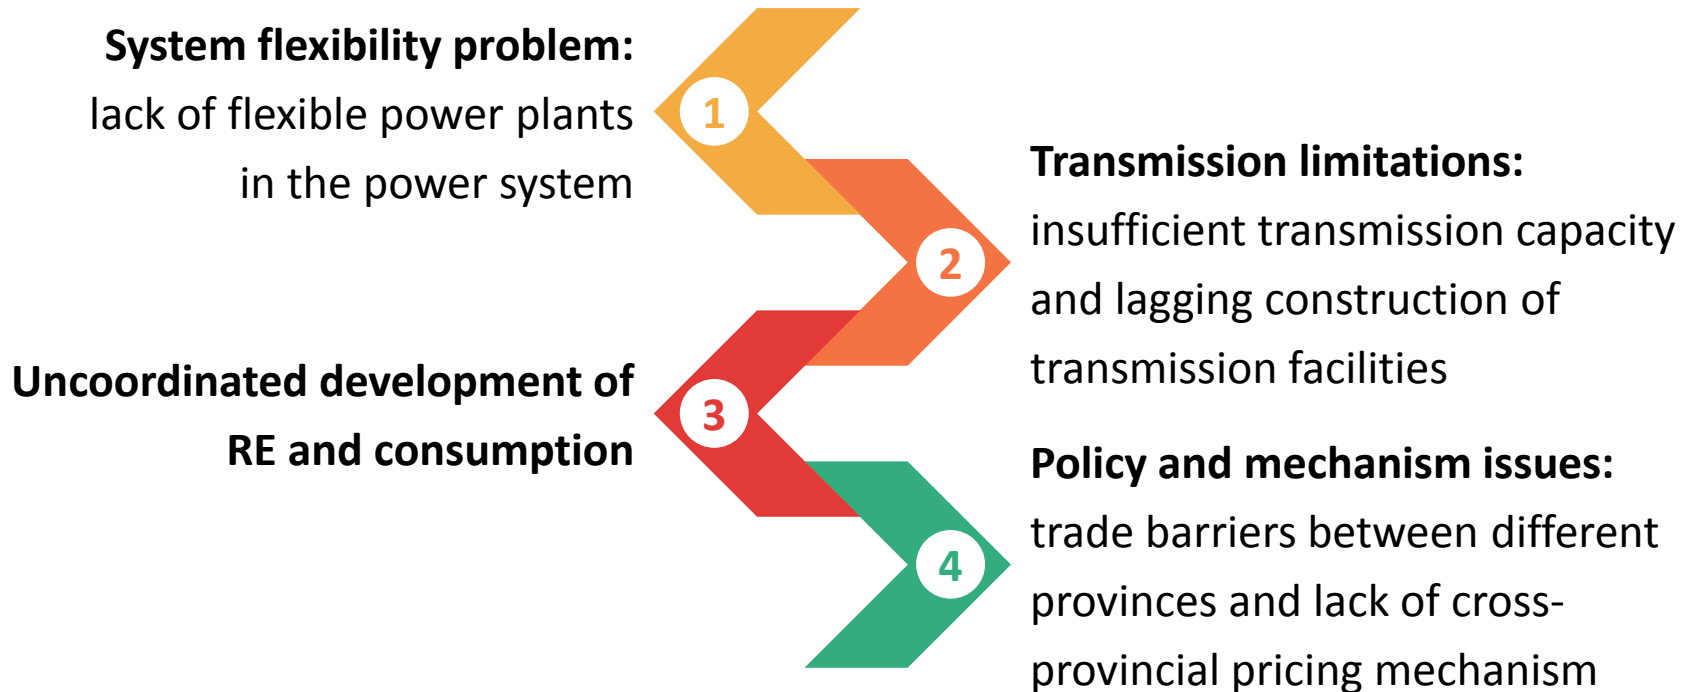 System flexibility problem:
lack of flexible power plants
in the power system
1
2
Transmission limitations:
insufficient transmission capacity
and lagging construction of
transmission facilities
Uncoordinated development of
RE and consumption
3
4
Policy and mechanism issues:
trade barriers between different
provinces and lack of cross-
provincial pricing mechanism